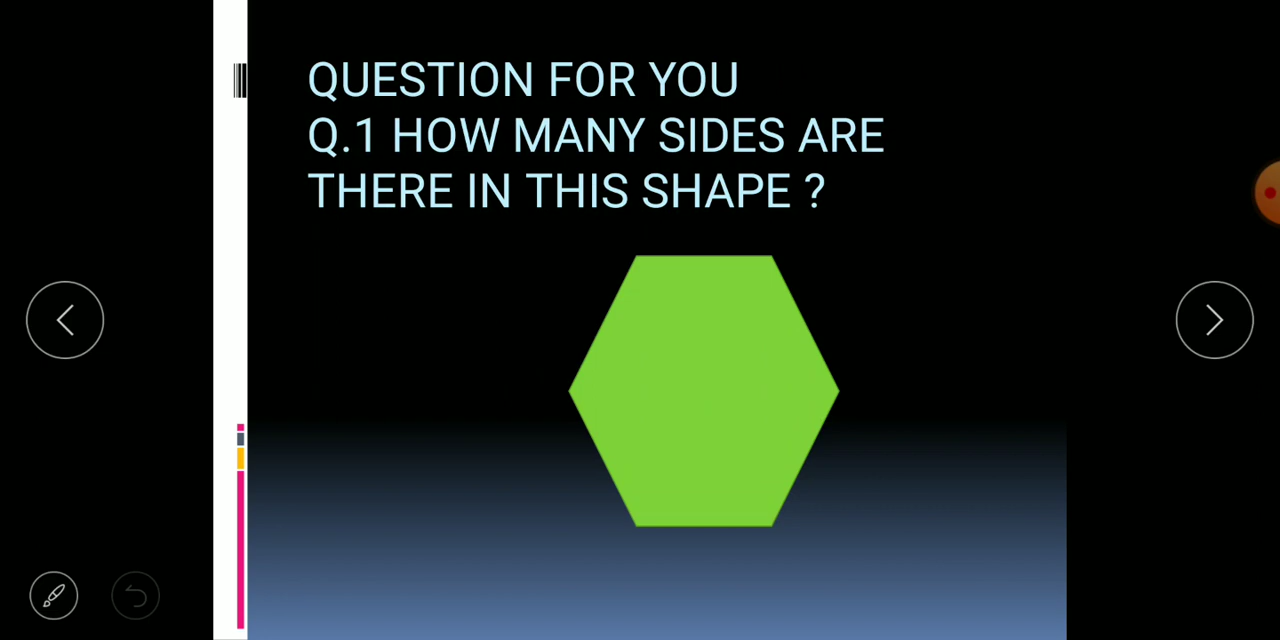 QUESTION FOR YOU
Q.1 HOW MANY SIDES ARE
THERE IN THIS SHAPE ?